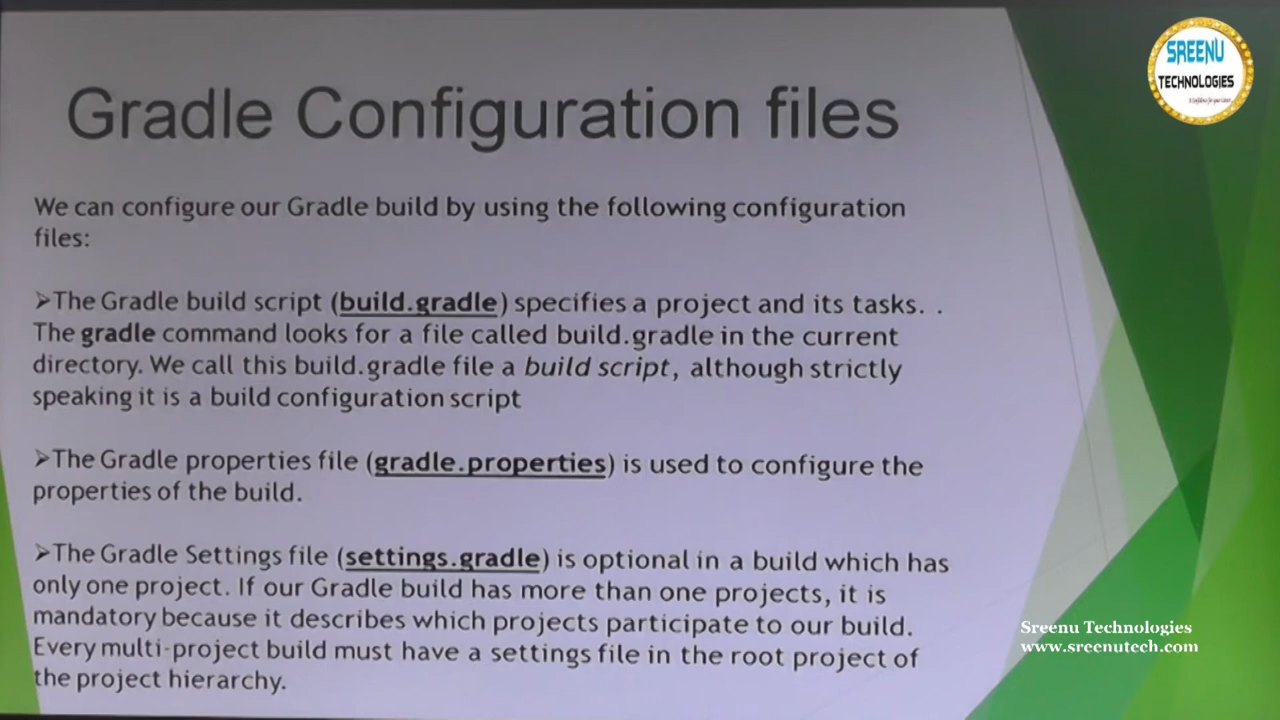 SREENU
TECHNOLOGIES
A Confidence for your Career
Gradle Configuration files
We can configure our Gradle build by using the following configuration
files:
➢The Gradle build script (build.gradle) specifies a project and its tasks. .
The gradle command looks for a file called build.gradle in the current
directory. We call this build.gradle file a build script, although strictly
speaking it is a build configuration script
➢The Gradle properties file (gradle.properties) is used to configure the
properties of the build.
➢The Gradle Settings file (settings.gradle) is optional in a build which has
only one project. If our Gradle build has more than one projects, it is
mandatory because it describes which projects participate to our build.
Every multi-project build must have a settings file in the root project of
the project hierarchy.
Sreenu Technologies
www.sreenutech.com